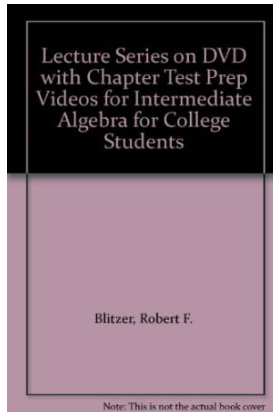 Lecture Series on DVD
with Chapter Test Prep
Videos for Intermediate
Algebra for College
Students
Blitzer, Robert F.
Note: This is not the actual book cover